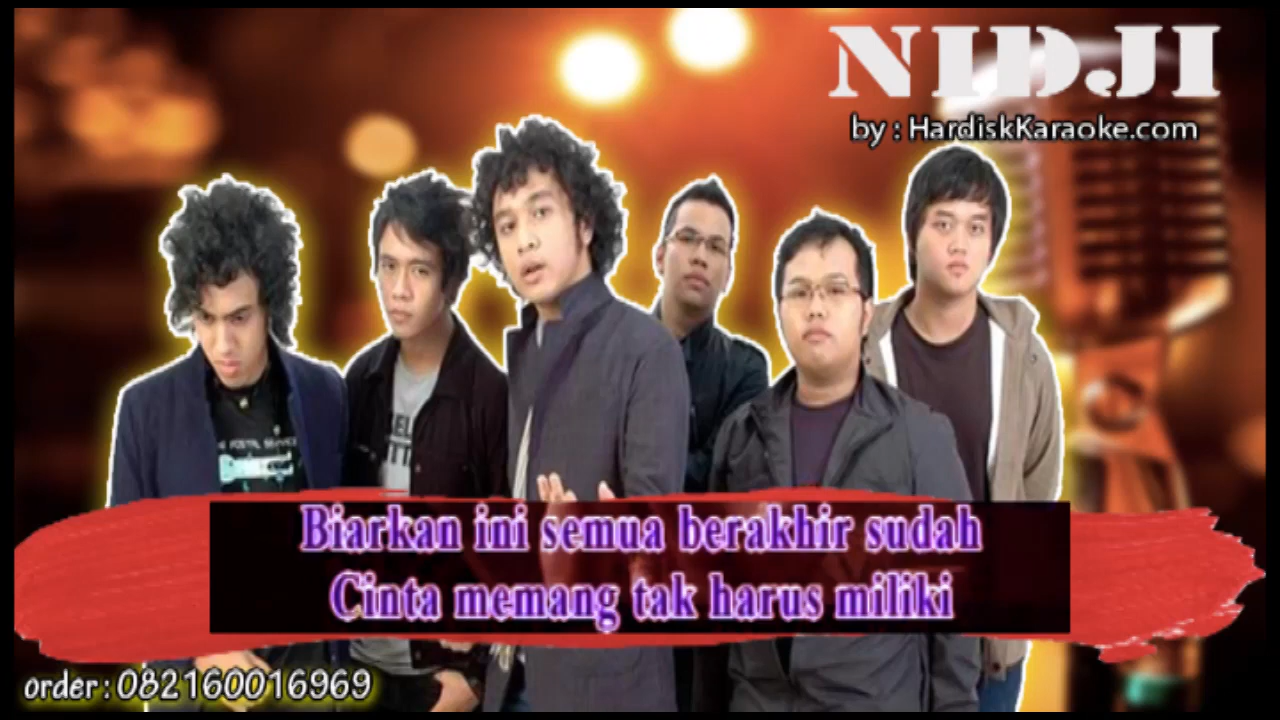 NIDJI
by : HardiskKaraoke.com
Biarkan ini semua berakhir sudah
Cinta memang tak harus miliki
order : 082160016969